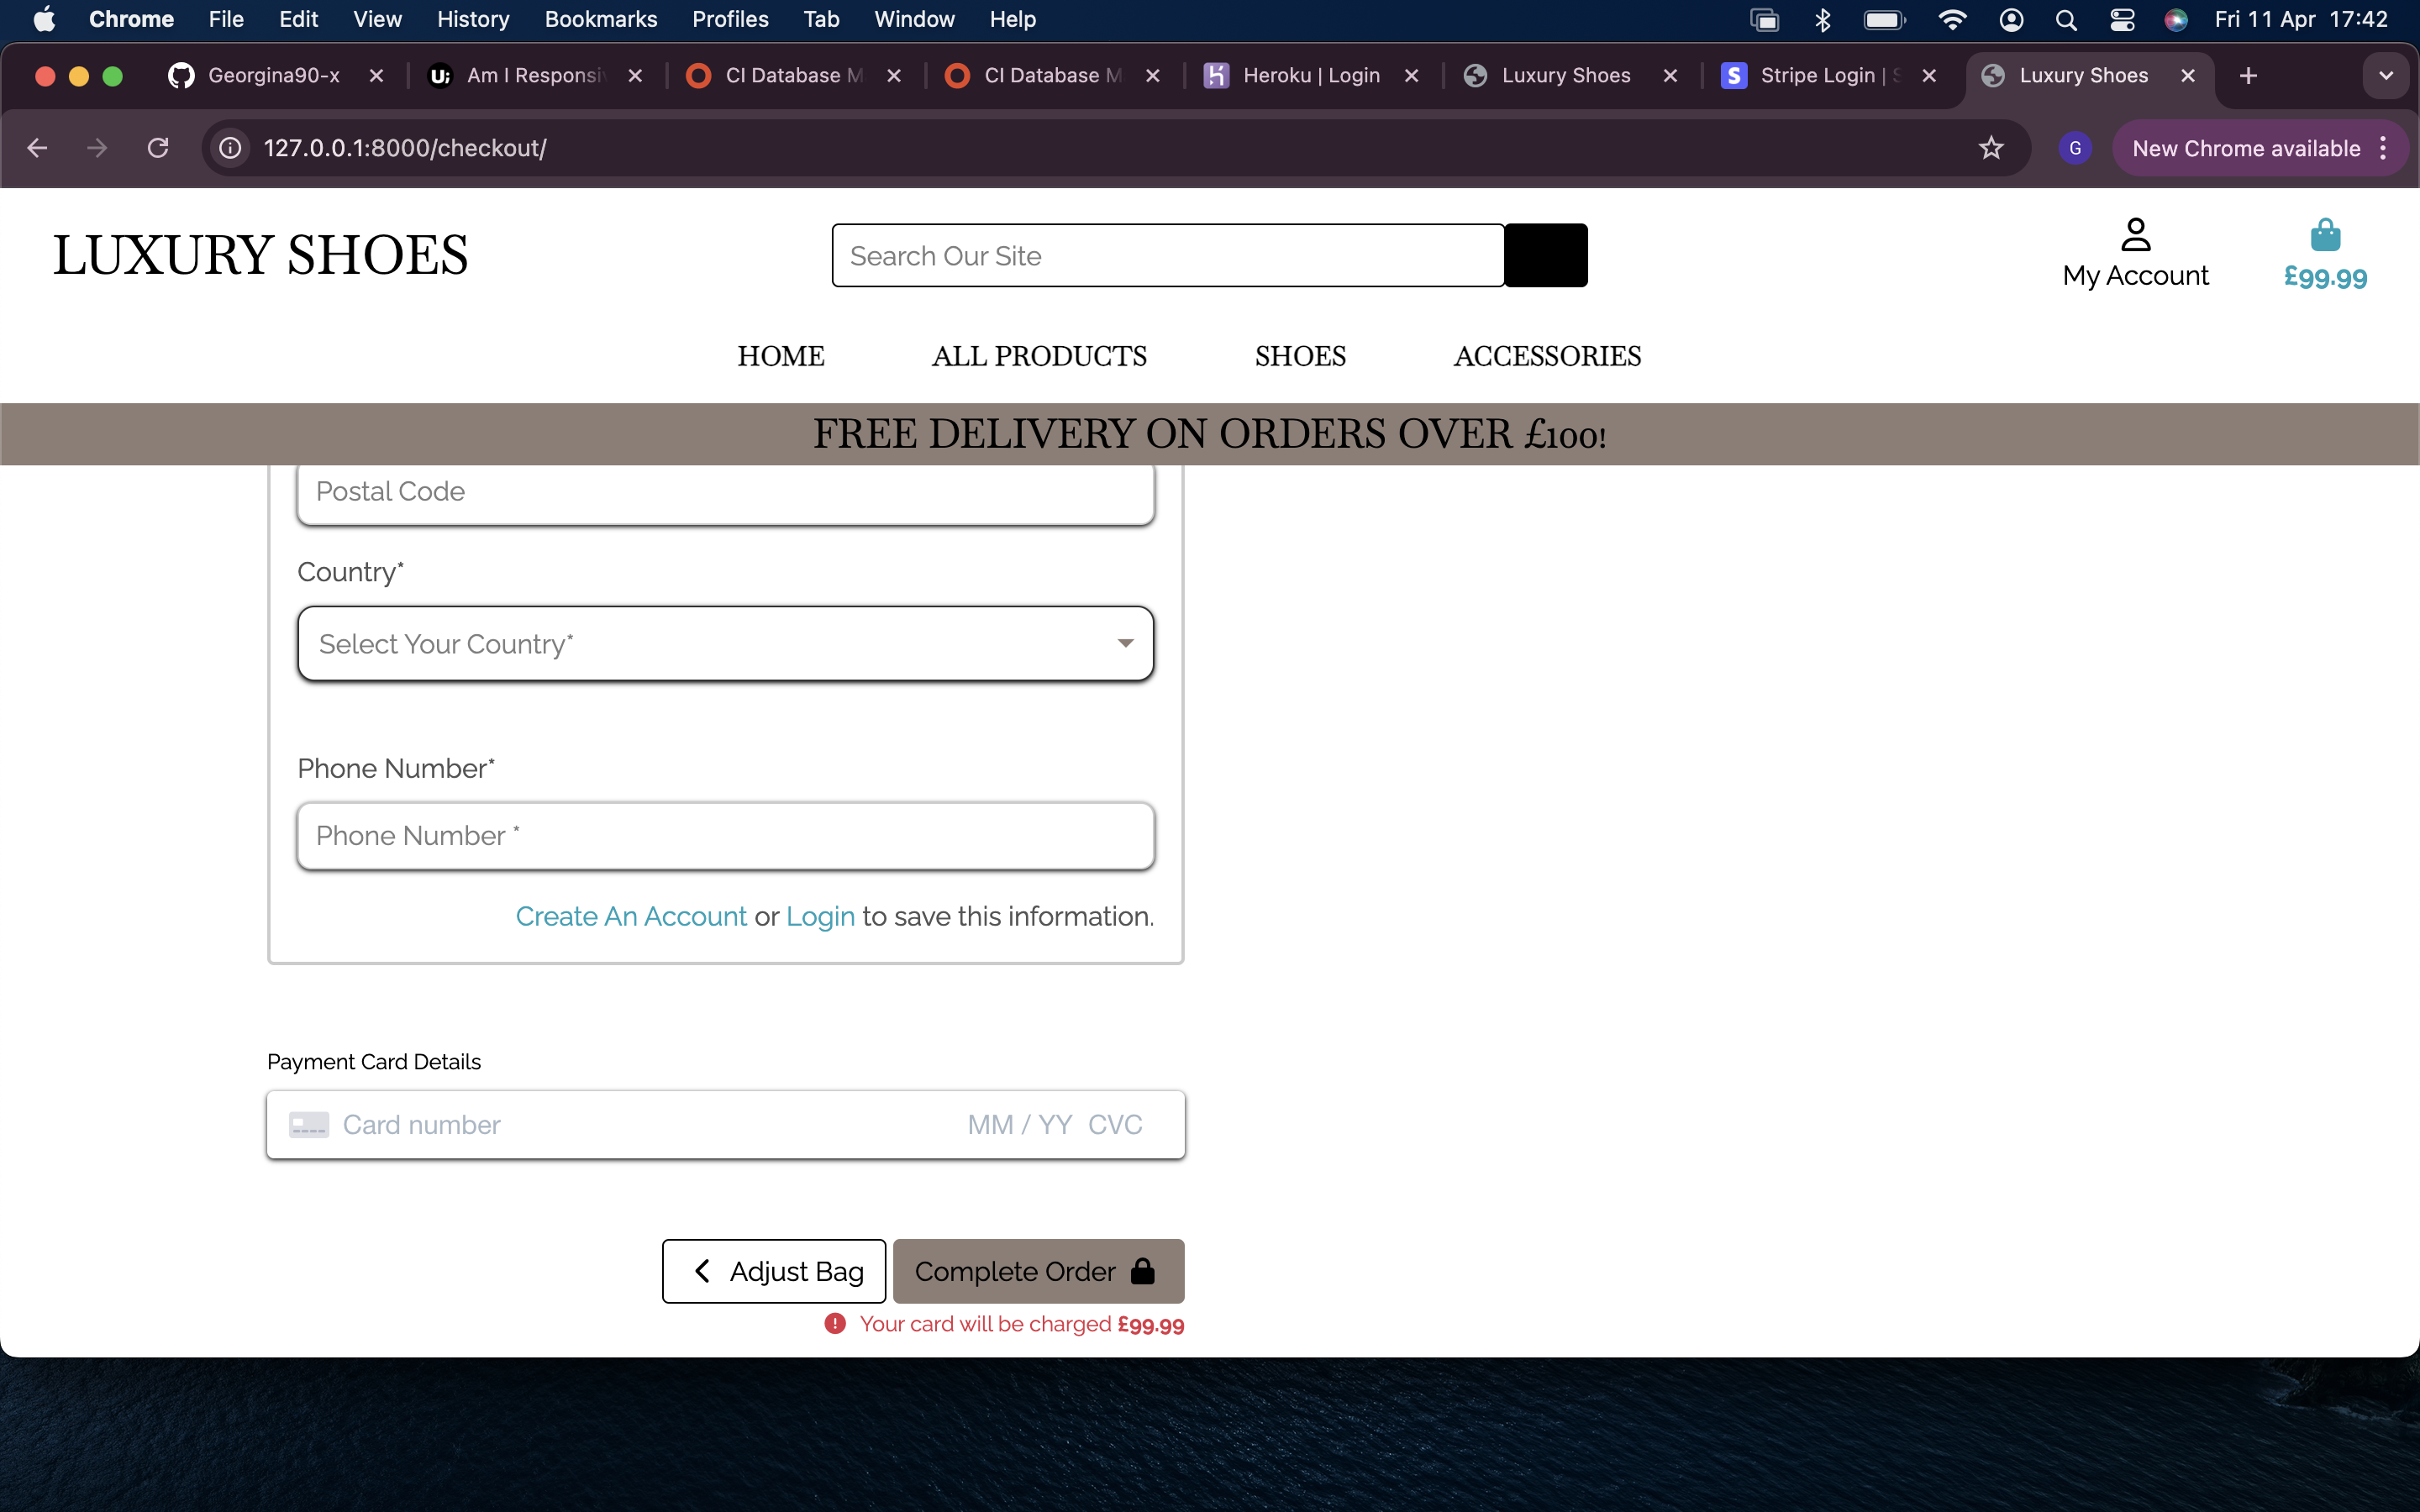 Chrome File Edit View History Bookmarks Profiles Tab Window Help Fri 11 Apr 17:42
Georgina90-x Am I Responsi CI Database M CI Database M Heroku | Login Luxury Shoes Stripe Login | S Luxury Shoes
127.0.0.1:8000/checkout/ G New Chrome available
LUXURY SHOES
Search Our Site
My Account
£99.99
HOME ALL PRODUCTS SHOES ACCESSORIES
FREE DELIVERY ON ORDERS OVER £100!
Postal Code
Country*
Select Your Country*
Phone Number*
Phone Number *
Create An Account or Login to save this information.
Payment Card Details
Card number MM / YY CVC
Adjust Bag Complete Order
Your card will be charged £99.99